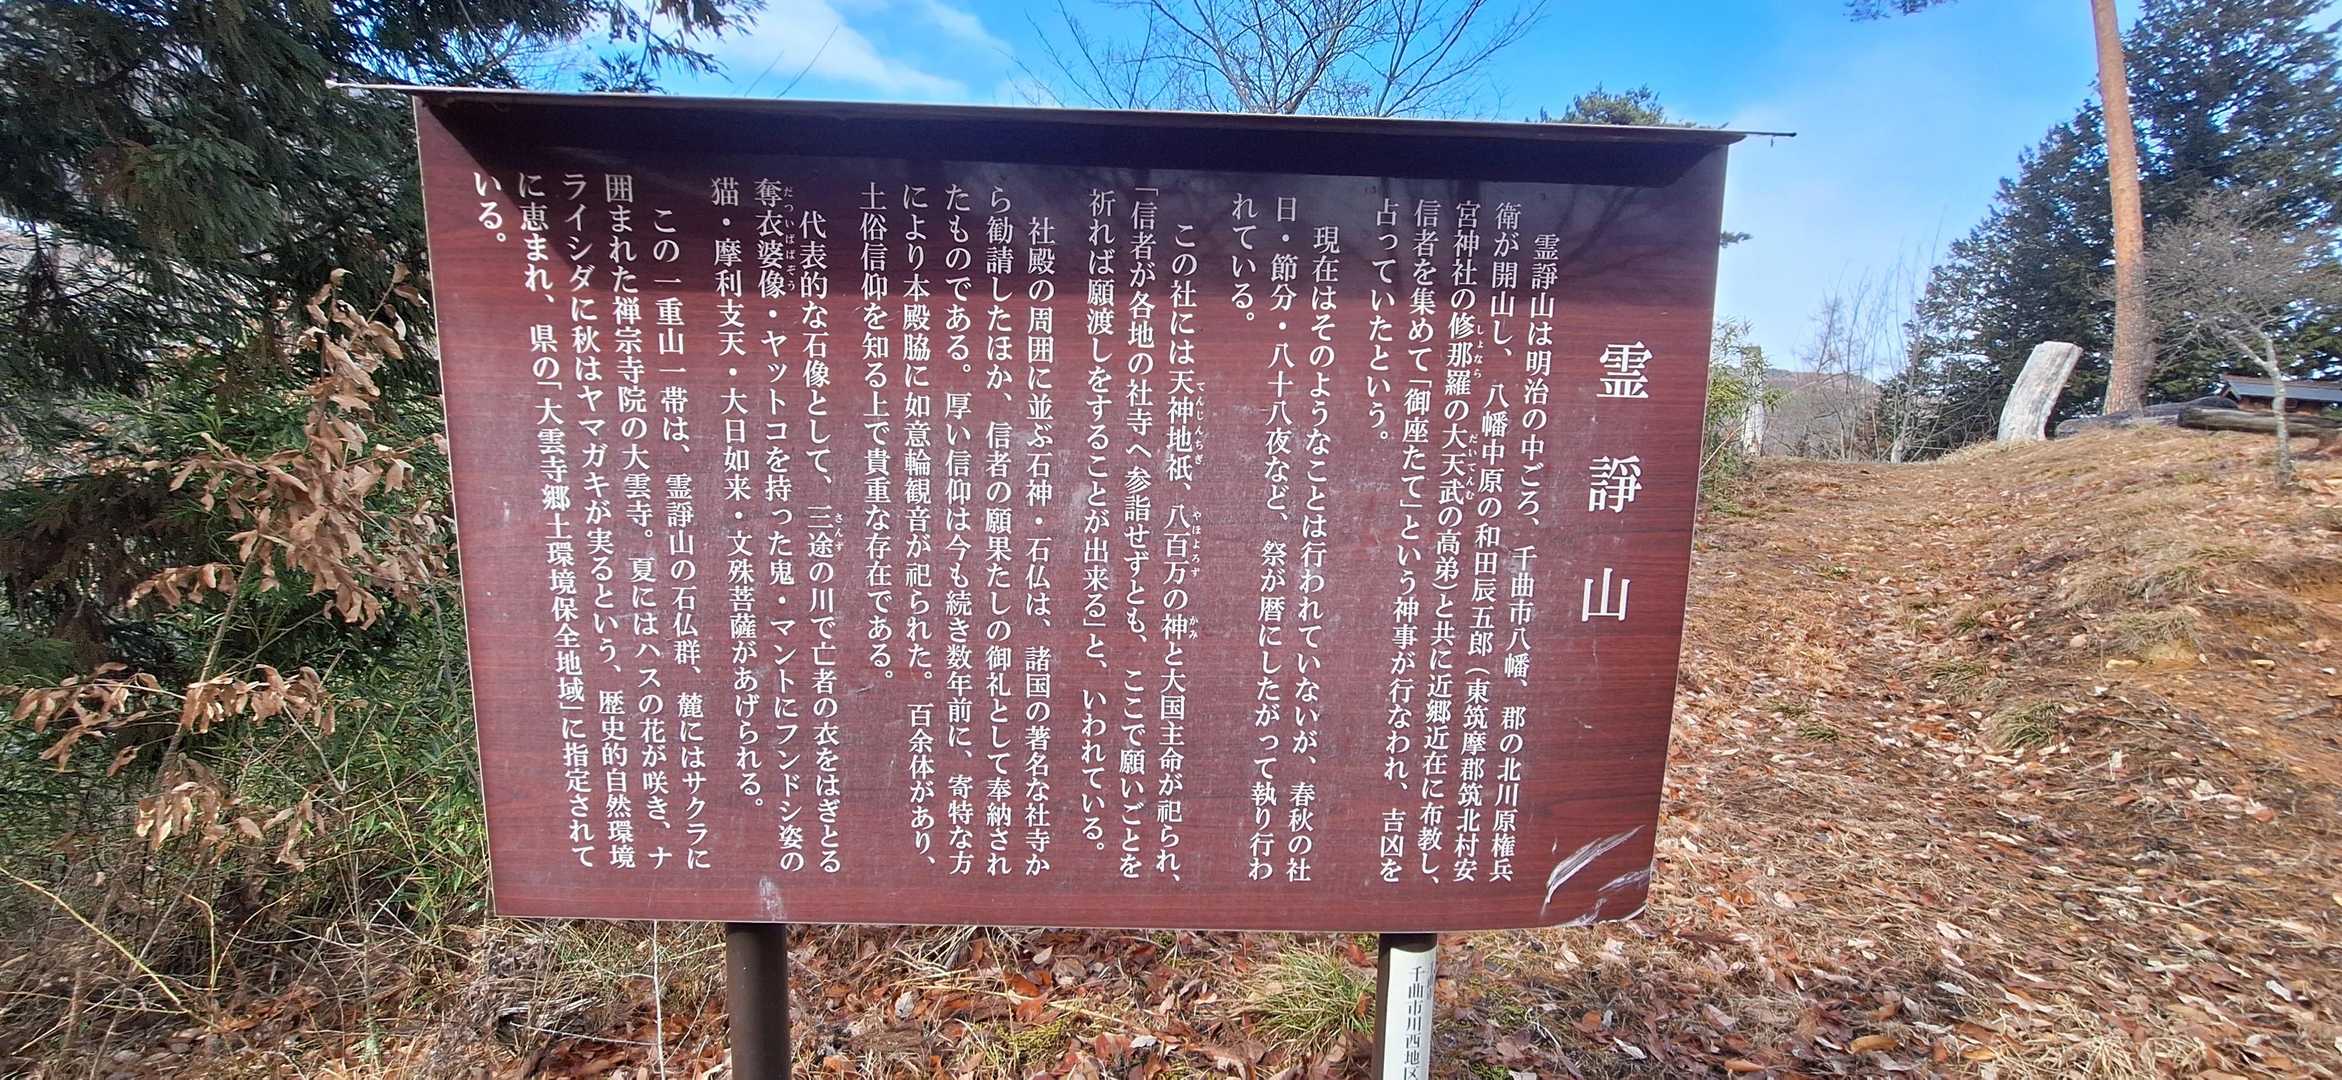 霊諍山
霊諍山は明治の中ごろ、千曲市八幡、郡の北川原権兵
衛が開山し、八幡中原の和田辰五郎（東筑摩郡筑北村安
宮神社の修那羅の大天武の高弟）と共に近郷近在に布教し、
信者を集めて「御座たて」という神事が行なわれ、吉凶を
占っていたという。
現在はそのようなことは行われていないが、春秋の社
日・節分・八十八夜など、祭が暦にしたがって執り行わ
れている。
この社には天神地祇、八百万の神と大国主命が祀られ、
「信者が各地の社寺へ参詣せずとも、ここで願いごとを
祈れば願渡しをすることが出来る」と、いわれている。
社殿の周囲に並ぶ石神・石仏は、諸国の著名な社寺か
ら勧請したほか、信者の願果たしの御礼として奉納され
たものである。厚い信仰は今も続き数年前に、寄特な方
により本殿脇に如意輪観音が祀られた。百余体があり、
土俗信仰を知る上で貴重な存在である。
代表的な石像として、三途の川で亡者の衣をはぎとる
奪衣婆像・ヤットコを持った鬼・マントにフンドシ姿の
猫・摩利支天・大日如来・文殊菩薩があげられる。
この一重山一帯は、霊諍山の石仏群、麓にはサクラに
囲まれた禅宗寺院の大雲寺。夏にはハスの花が咲き、ナ
ライシダに秋はヤマガキが実るという、歴史的自然環境
に恵まれ、県の「大雲寺郷土環境保全地域」に指定されて
いる。
千曲市川西地区